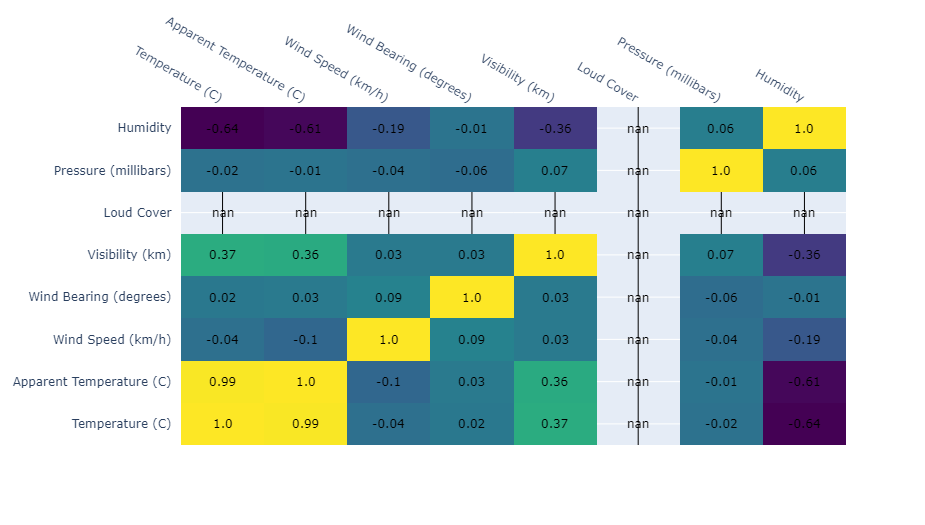 Temperature (C)
Apparent Temperature (C)
Wind Speed (km/h)
Wind Bearing (degrees)
Visibility (km)
Loud Cover
Pressure (millibars)
Humidity
Humidity -0.64 -0.61 -0.19 -0.01 -0.36 nan 0.06 1.0
Pressure (millibars) -0.02 -0.01 -0.04 -0.06 0.07 nan 1.0 0.06
Loud Cover nan nan nan nan nan nan nan nan
Visibility (km) 0.37 0.36 0.03 0.03 1.0 nan 0.07 -0.36
Wind Bearing (degrees) 0.02 0.03 0.09 1.0 0.03 nan -0.06 -0.01
Wind Speed (km/h) -0.04 -0.1 1.0 0.09 0.03 nan -0.04 -0.19
Apparent Temperature (C) 0.99 1.0 -0.1 0.03 0.36 nan -0.01 -0.61
Temperature (C) 1.0 0.99 -0.04 0.02 0.37 nan -0.02 -0.64